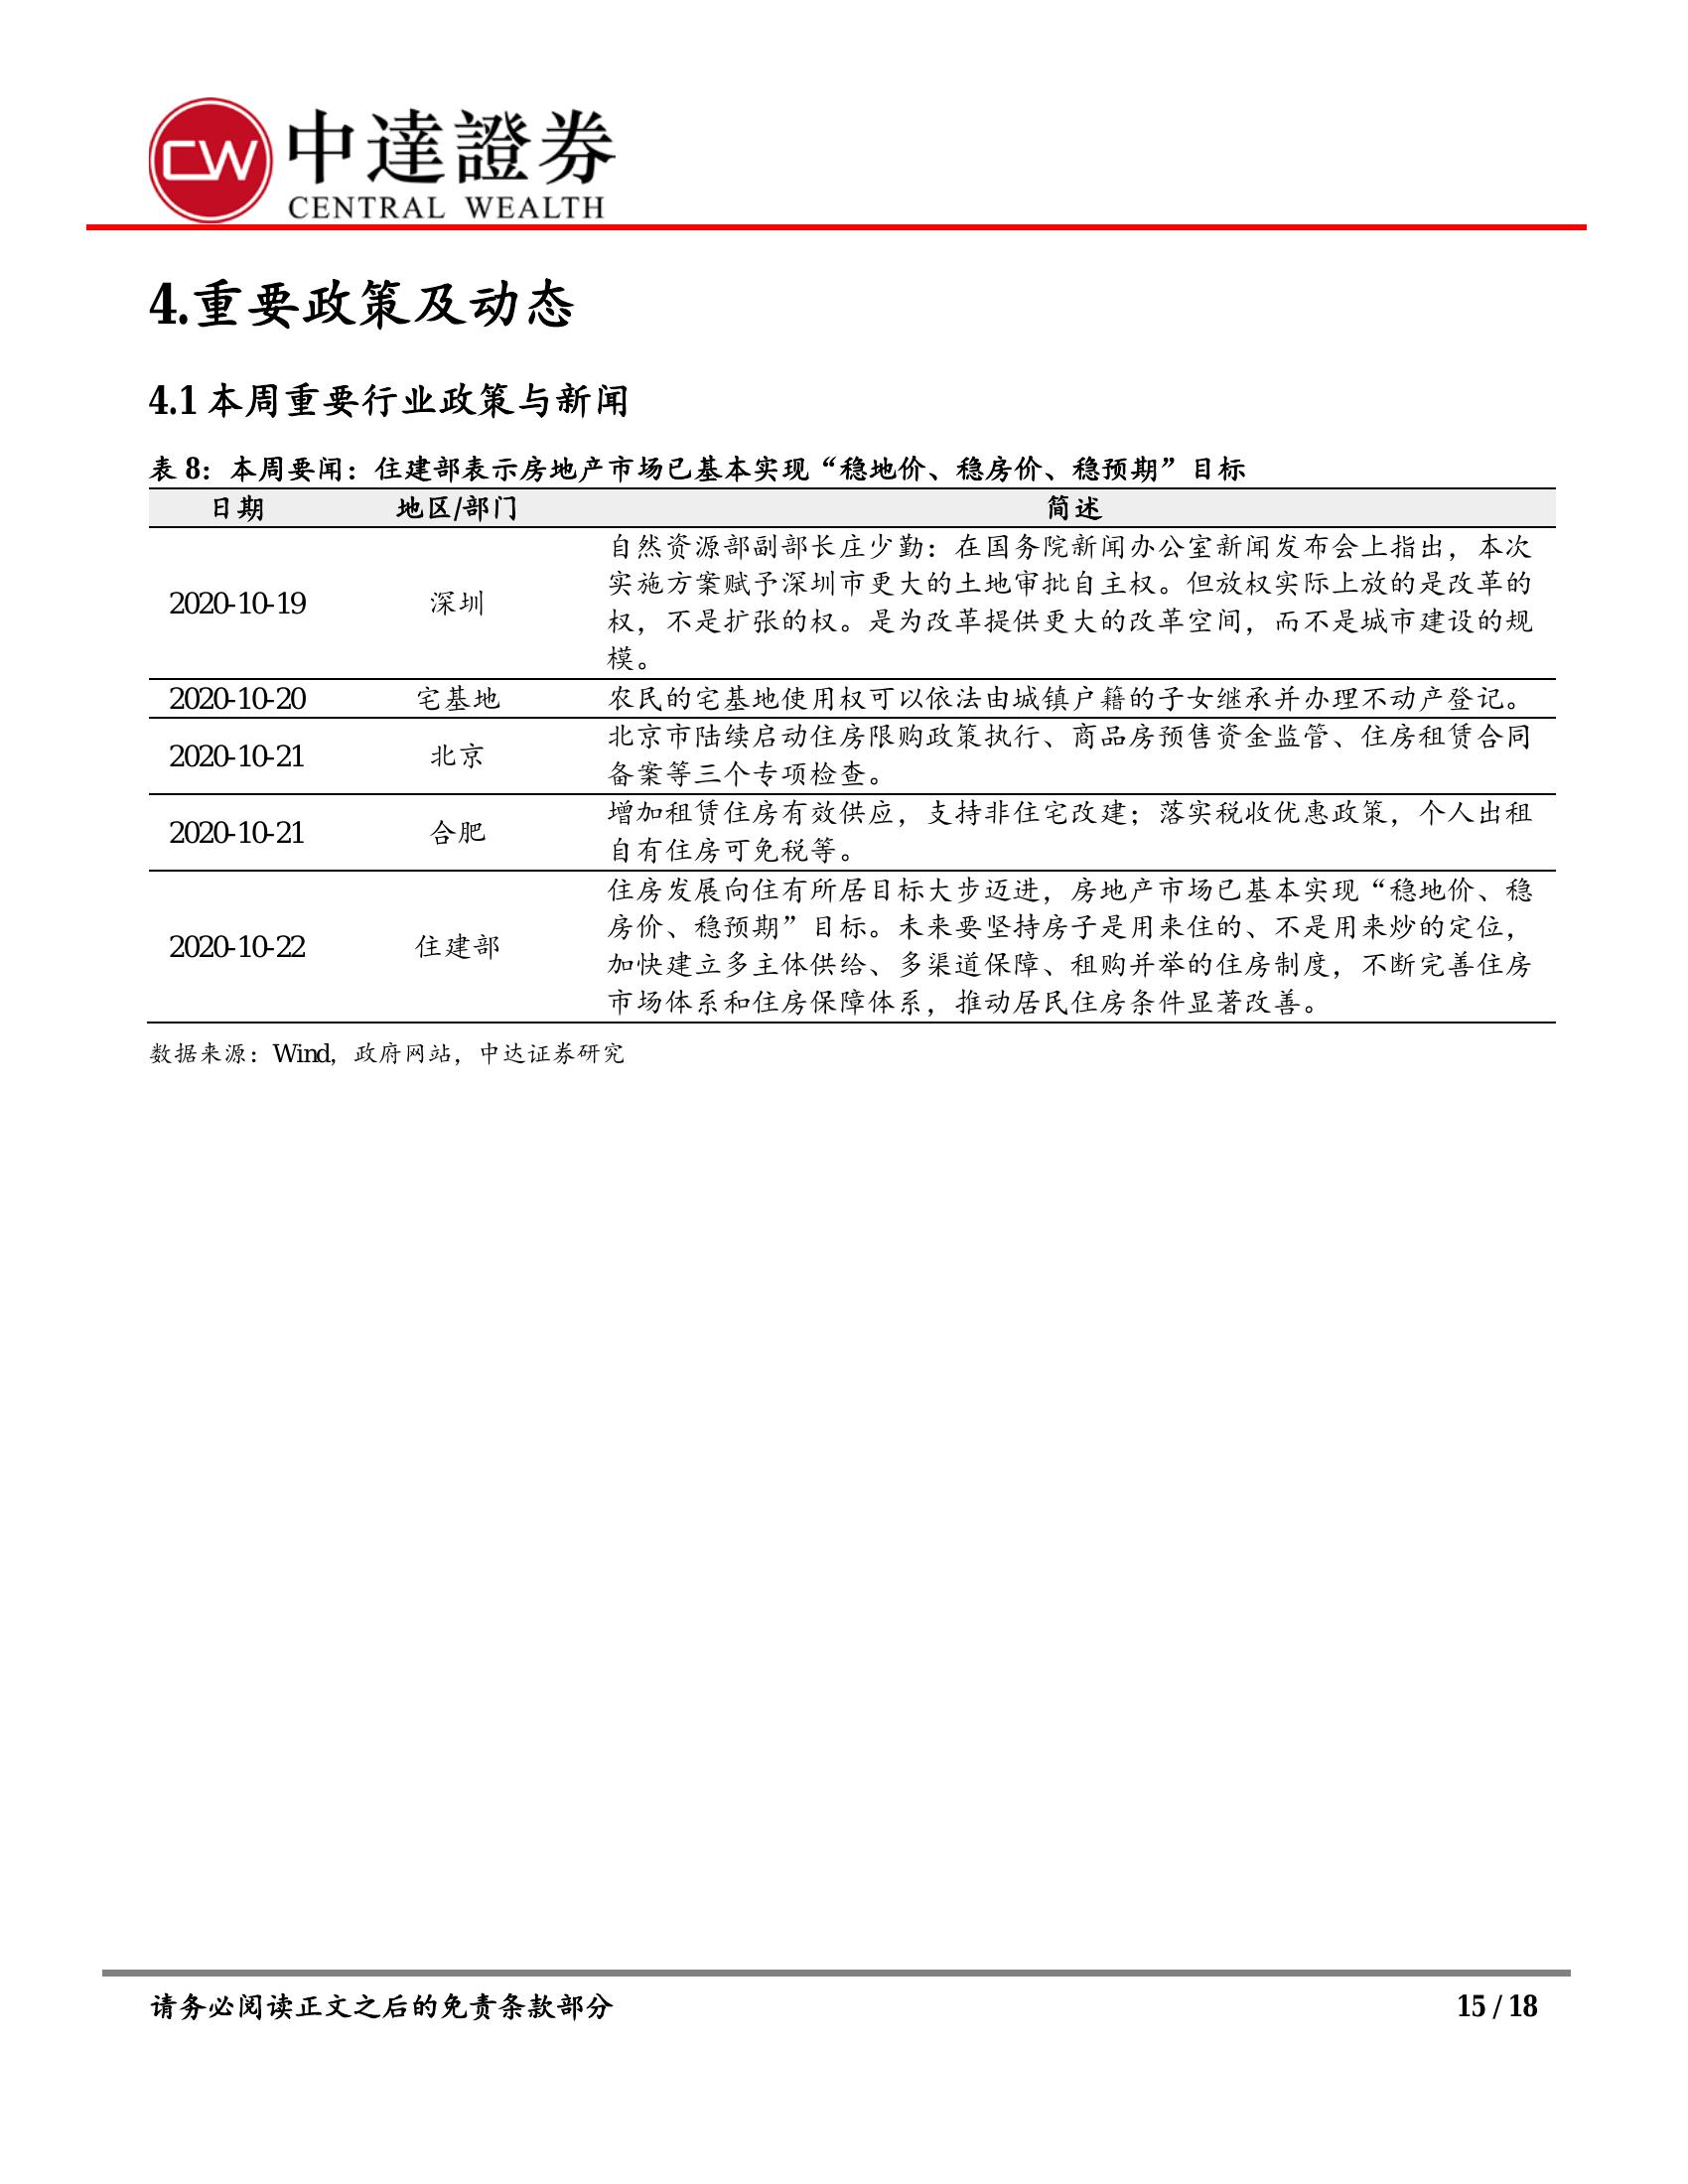 CW 中達證券
CENTRAL WEALTH
4.重要政策及动态
4.1 本周重要行业政策与新闻
表 8：本周要闻：住建部表示房地产市场已基本实现“稳地价、稳房价、稳预期”目标
日期 地区/部门 简述
自然资源部副部长庄少勤：在国务院新闻办公室新闻发布会上指出，本次
实施方案赋予深圳市更大的土地审批自主权。但放权实际上放的是改革的
2020-10-19 深圳
权，不是扩张的权。是为改革提供更大的改革空间，而不是城市建设的规
模。
2020-10-20 宅基地 农民的宅基地使用权可以依法由城镇户籍的子女继承并办理不动产登记。
2020-10-21 北京
北京市陆续启动住房限购政策执行、商品房预售资金监管、住房租赁合同
备案等三个专项检查。
2020-10-21 合肥
增加租赁住房有效供应，支持非住宅改建；落实税收优惠政策，个人出租
自有住房可免税等。
2020-10-22 住建部
住房发展向住有所居目标大步迈进，房地产市场已基本实现“稳地价、稳
房价、稳预期”目标。未来要坚持房子是用来住的、不是用来炒的定位，
加快建立多主体供给、多渠道保障、租购并举的住房制度，不断完善住房
市场体系和住房保障体系，推动居民住房条件显著改善。
数据来源：Wind，政府网站，中达证券研究
请务必阅读正文之后的免责条款部分 15 / 18